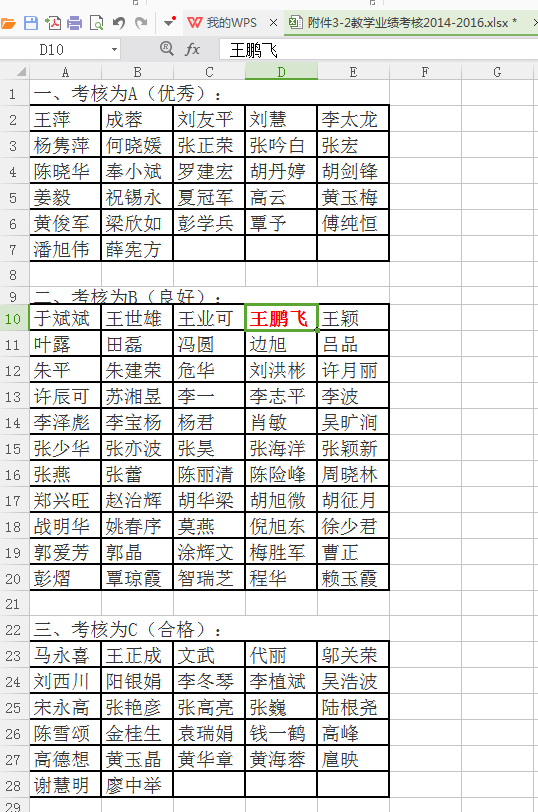 我的WPS × 附件3-2教学业绩考核2014-2016.xlsx *
D10 fx 王鹏飞
A B C D E F G
1 一、考核为A（优秀）：
2 王萍 成蓉 刘友平 刘慧 李太龙
3 杨隽萍 何晓媛 张正荣 张吟白 张宏
4 陈晓华 奉小斌 罗建宏 胡丹婷 胡剑锋
5 姜毅 祝锡永 夏冠军 高云 黄玉梅
6 黄俊军 梁欣如 彭学兵 覃予 傅纯恒
7 潘旭伟 薛宪方
8
9 二、考核为B（良好）：
10 于斌斌 王世雄 王业可 王鹏飞 王颖
11 叶露 田磊 冯圆 边旭 吕品
12 朱平 朱建荣 危华 刘洪彬 许月丽
13 许辰可 苏湘昱 李一 李志平 李波
14 李泽彪 李宝杨 杨君 肖敏 吴旷涧
15 张少华 张亦波 张昊 张海洋 张颖新
16 张燕 张蕾 陈丽清 陈险峰 周晓林
17 郑兴旺 赵治辉 胡华梁 胡旭微 胡征月
18 战明华 姚春序 莫燕 倪旭东 徐少君
19 郭爱芳 郭晶 涂辉文 梅胜军 曹正
20 彭熠 覃琼霞 智瑞芝 程华 赖玉霞
21
22 三、考核为C（合格）：
23 马永喜 王正成 文武 代丽 邬关荣
24 刘西川 阳银娟 李冬琴 李植斌 吴浩波
25 宋永高 张艳彦 张高亮 张巍 陆根尧
26 陈雪颂 金桂生 袁瑞娟 钱一鹤 高峰
27 高德想 黄玉晶 黄华章 黄海蓉 扈映
28 谢慧明 廖中举
29